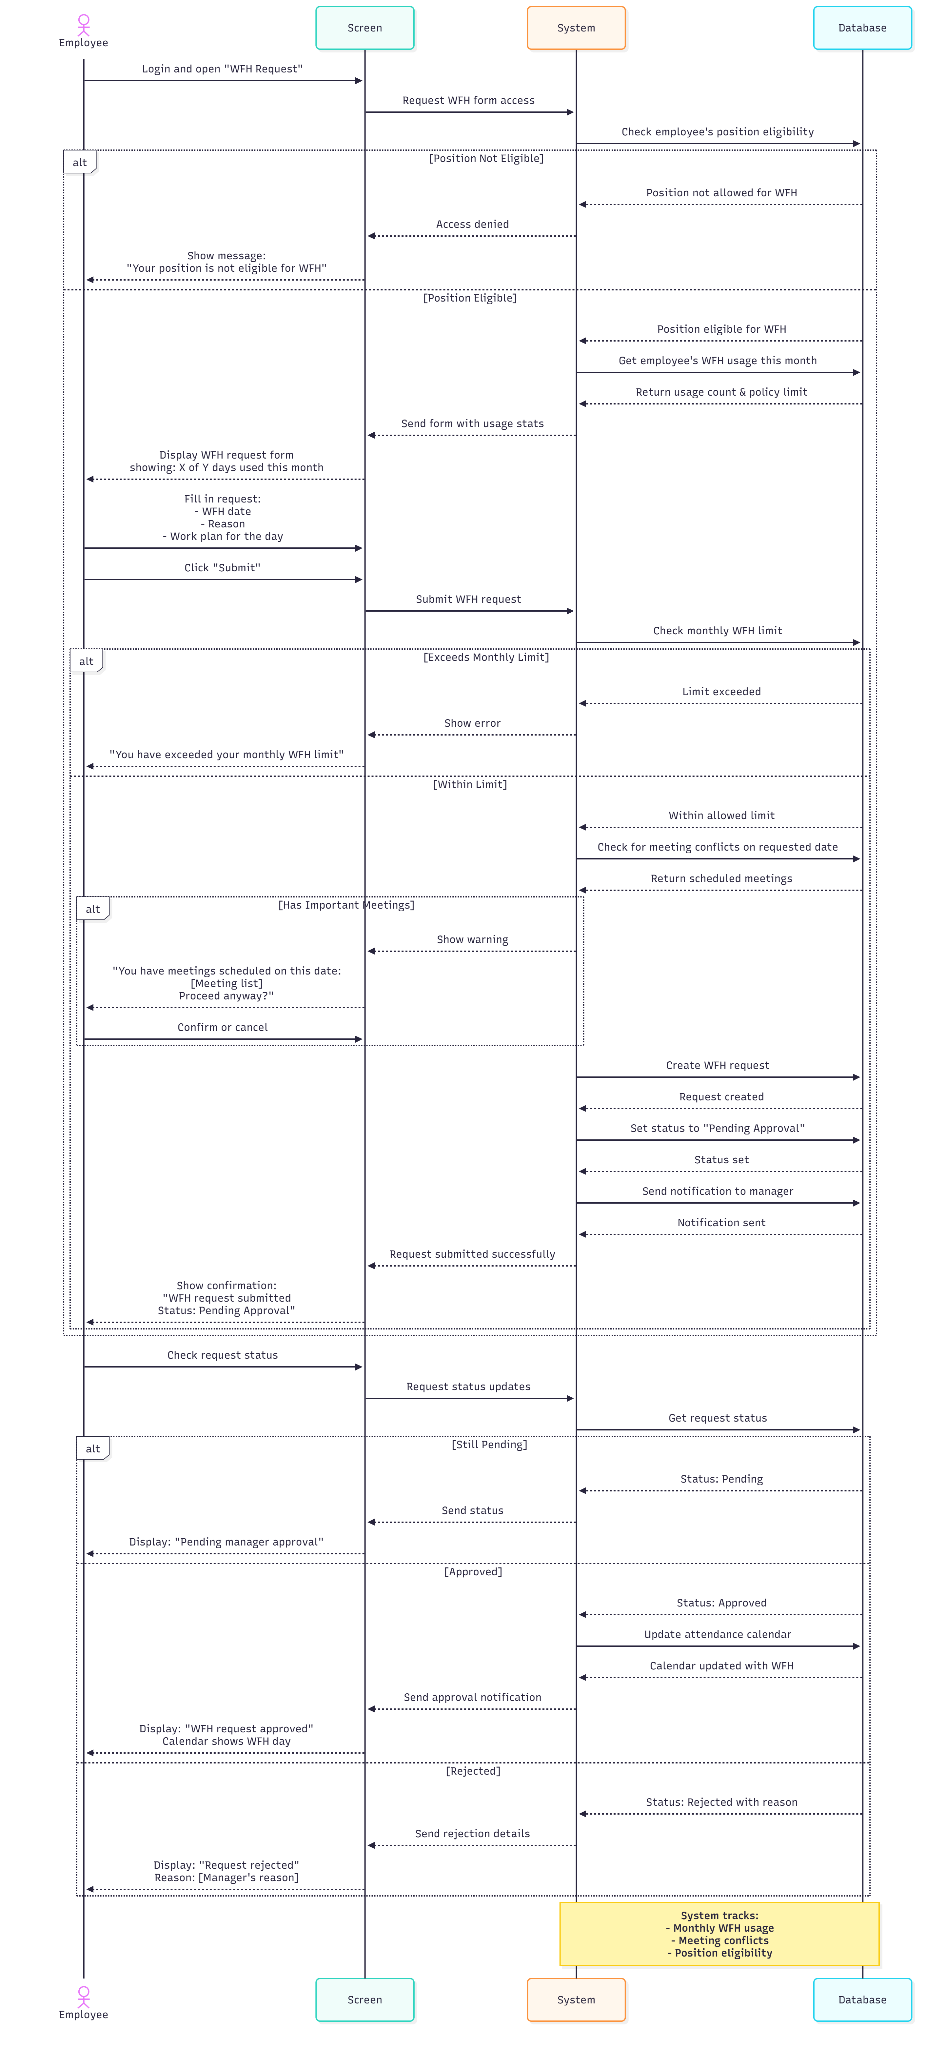 Employee
Screen
System
Database
Login and open "WFH Request"
Request WFH form access
Check employee's position eligibility
alt
[Position Not Eligible]
Position not allowed for WFH
Access denied
Show message:
"Your position is not eligible for WFH"
[Position Eligible]
Position eligible for WFH
Get employee's WFH usage this month
Return usage count & policy limit
Send form with usage stats
Display WFH request form
showing: X of Y days used this month
Fill in request:
- WFH date
- Reason
- Work plan for the day
Click "Submit"
Submit WFH request
Check monthly WFH limit
alt
[Exceeds Monthly Limit]
Limit exceeded
Show error
"You have exceeded your monthly WFH limit"
[Within Limit]
Within allowed limit
Check for meeting conflicts on requested date
Return scheduled meetings
alt
[Has Important Meetings]
Show warning
"You have meetings scheduled on this date:
[Meeting list]
Proceed anyway?"
Confirm or cancel
Create WFH request
Request created
Set status to "Pending Approval"
Status set
Send notification to manager
Notification sent
Request submitted successfully
Show confirmation:
"WFH request submitted
Status: Pending Approval"
Check request status
Request status updates
Get request status
alt
[Still Pending]
Status: Pending
Send status
Display: "Pending manager approval"
[Approved]
Status: Approved
Update attendance calendar
Calendar updated with WFH
Send approval notification
Display: "WFH request approved"
Calendar shows WFH day
[Rejected]
Status: Rejected with reason
Send rejection details
Display: "Request rejected"
Reason: [Manager's reason]
System tracks:
- Monthly WFH usage
- Meeting conflicts
- Position eligibility
Employee
Screen
System
Database